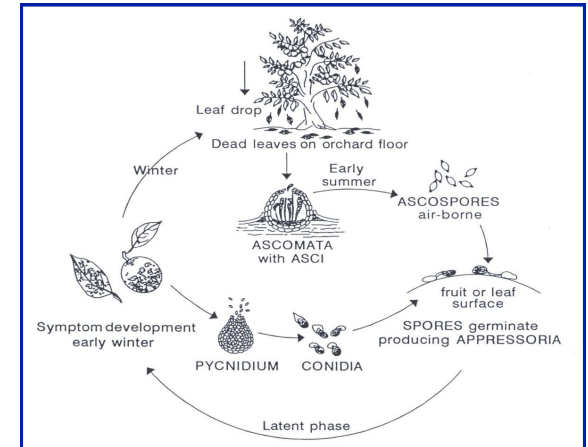 Leaf drop
Dead leaves on orchard floor
Winter
Early
summer
ASCOSPORES
air-borne
ASCOMATA
with ASCI
fruit or leaf
surface
Symptom development
early winter
SPORES germinate
producing APPRESSORIA
PYCNIDIUM
CONIDIA
Latent phase